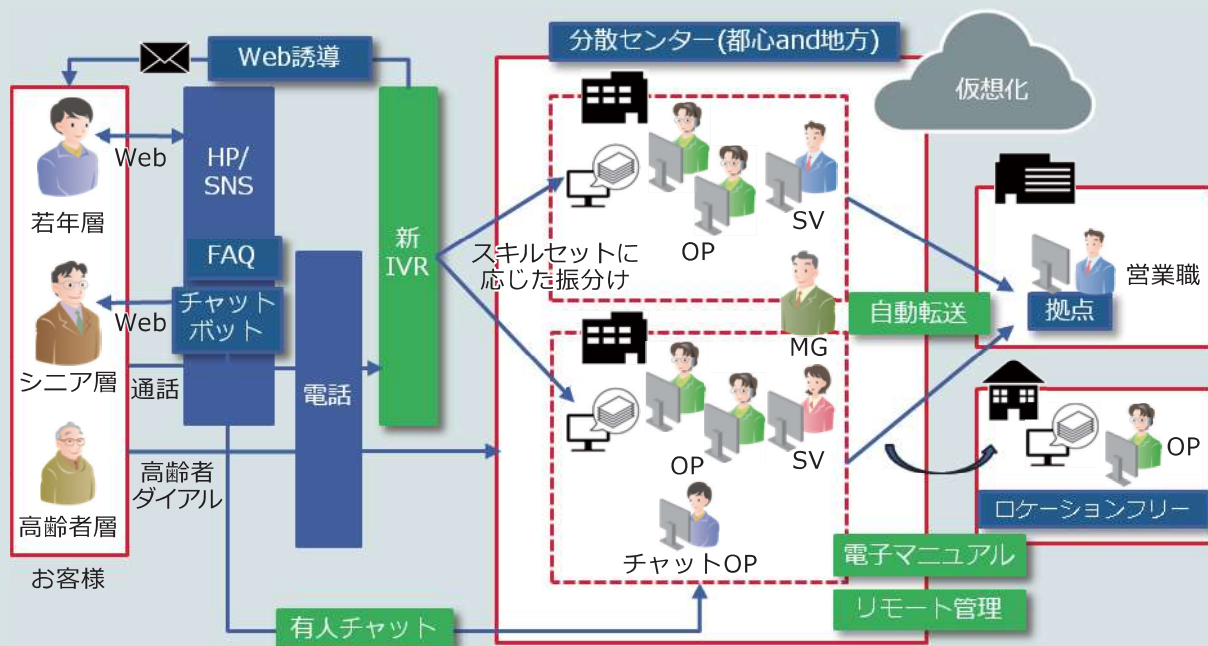 Web誘導
分散センター(都心and地方)
仮想化
若年層
Web
HP/
SNS
FAQ
チャット
ボット
シニア層
Web
通話
高齢者
ダイアル
高齢者層
お客様
電話
新
IVR
スキルセットに
応じた振分け
OP
SV
MG
OP
SV
チャットOP
有人チャット
自動転送
拠点
営業職
OP
ロケーションフリー
電子マニュアル
リモート管理